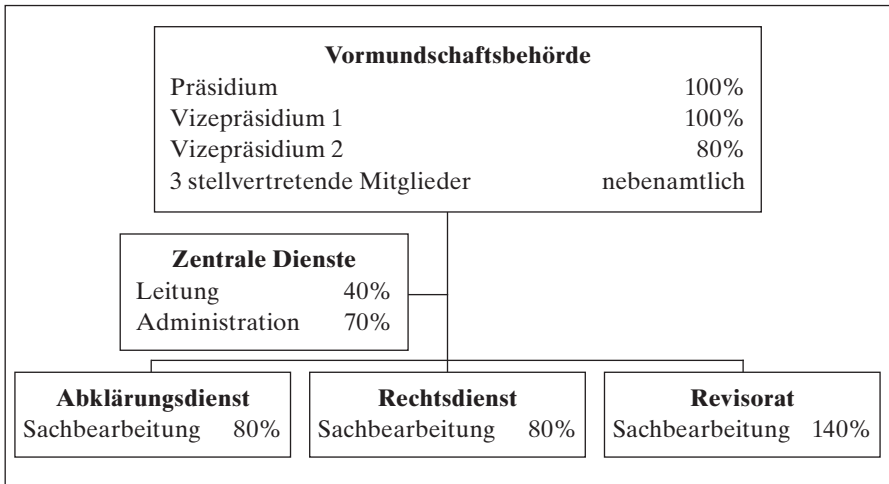 Vormundschaftsbehörde
Präsidium 100%
Vizepräsidium 1 100%
Vizepräsidium 2 80%
3 stellvertretende Mitglieder nebenamtlich
Zentrale Dienste
Leitung 40%
Administration 70%
Abklärungsdienst
Sachbearbeitung 80%
Rechtsdienst
Sachbearbeitung 80%
Revisorat
Sachbearbeitung 140%